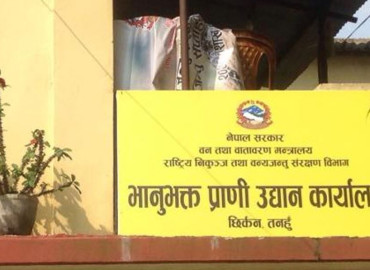 नेपाल सरकार
वन तथा वातावरण मन्त्रालय
राष्ट्रिय निकुञ्ज तथा वन्यजन्तु संरक्षण विभाग
भानुभक्त प्राणी उद्यान कार्याल
छिर्कन, तनहुँ